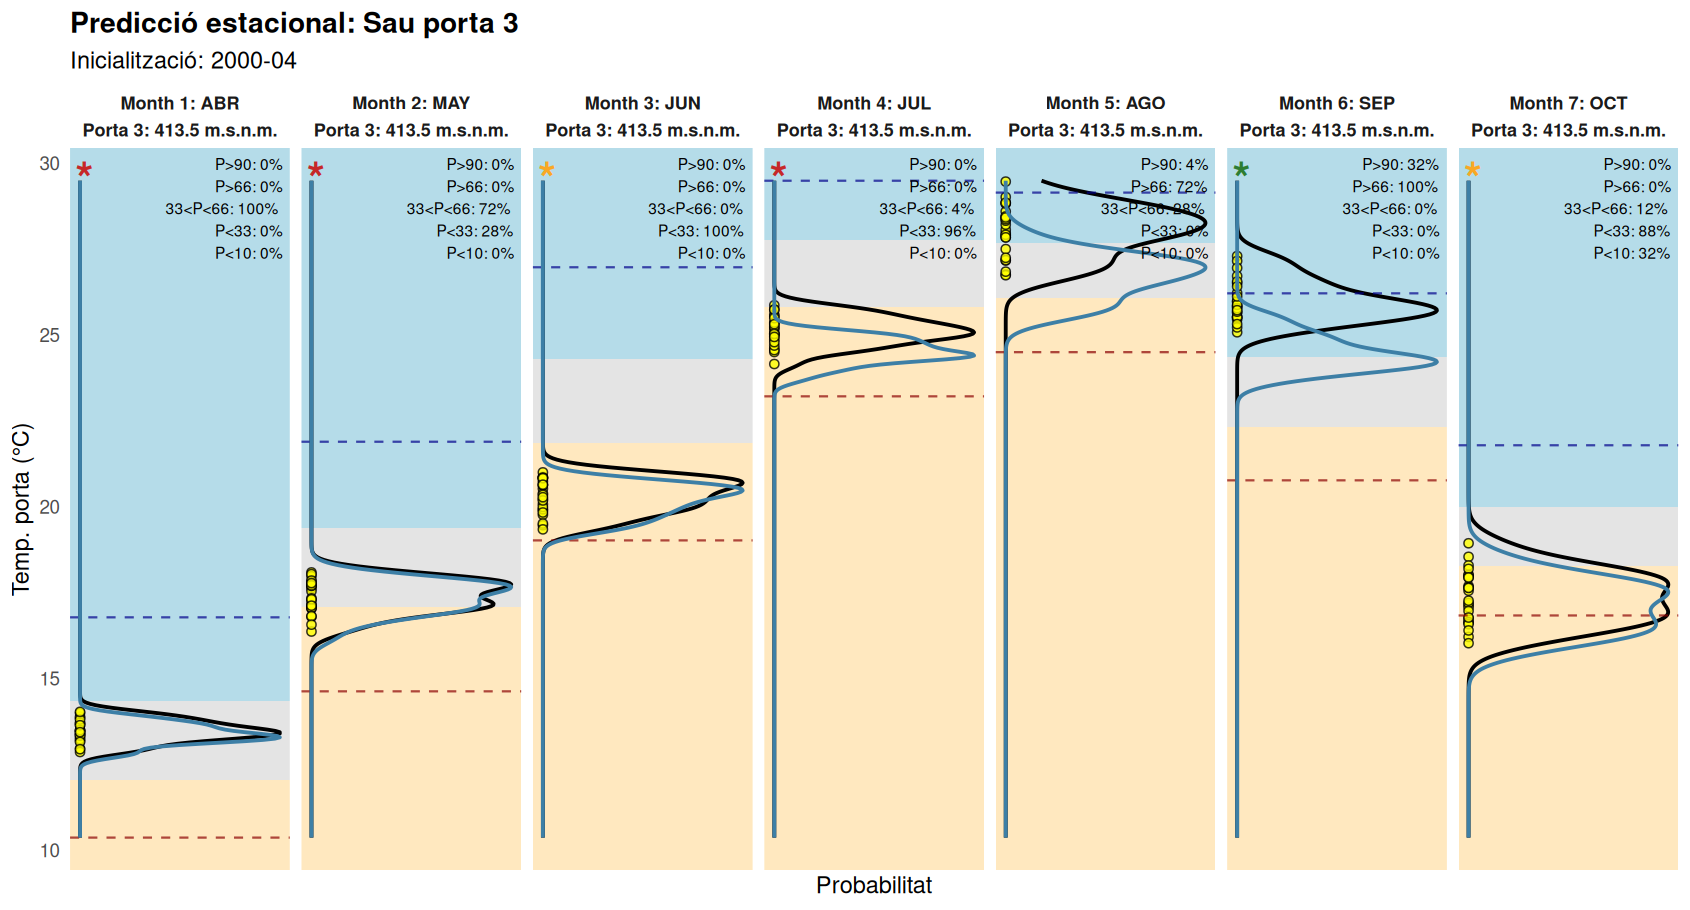 Predicció estacional: Sau porta 3
Inicialització: 2000-04
Month 1: ABR
Porta 3: 413.5 m.s.n.m.
Month 2: MAY
Porta 3: 413.5 m.s.n.m.
Month 3: JUN
Porta 3: 413.5 m.s.n.m.
Month 4: JUL
Porta 3: 413.5 m.s.n.m.
Month 5: AGO
Porta 3: 413.5 m.s.n.m.
Month 6: SEP
Porta 3: 413.5 m.s.n.m.
Month 7: OCT
Porta 3: 413.5 m.s.n.m.
*
P>90: 0%
P>66: 0%
33<P<66: 100%
P<33: 0%
P<10: 0%
*
P>90: 0%
P>66: 0%
33<P<66: 72%
P<33: 28%
P<10: 0%
*
P>90: 0%
P>66: 0%
33<P<66: 0%
P<33: 100%
P<10: 0%
*
P>90: 0%
P>66: 0%
33<P<66: 4%
P<33: 96%
P<10: 0%
P>90: 4%
P>66: 72%
33<P<66: 28%
P<33: 0%
P<10: 0%
*
P>90: 32%
P>66: 100%
33<P<66: 0%
P<33: 0%
P<10: 0%
*
P>90: 0%
P>66: 0%
33<P<66: 12%
P<33: 88%
P<10: 32%
Temp. porta (°C)
30
25
20
15
10
Probabilitat